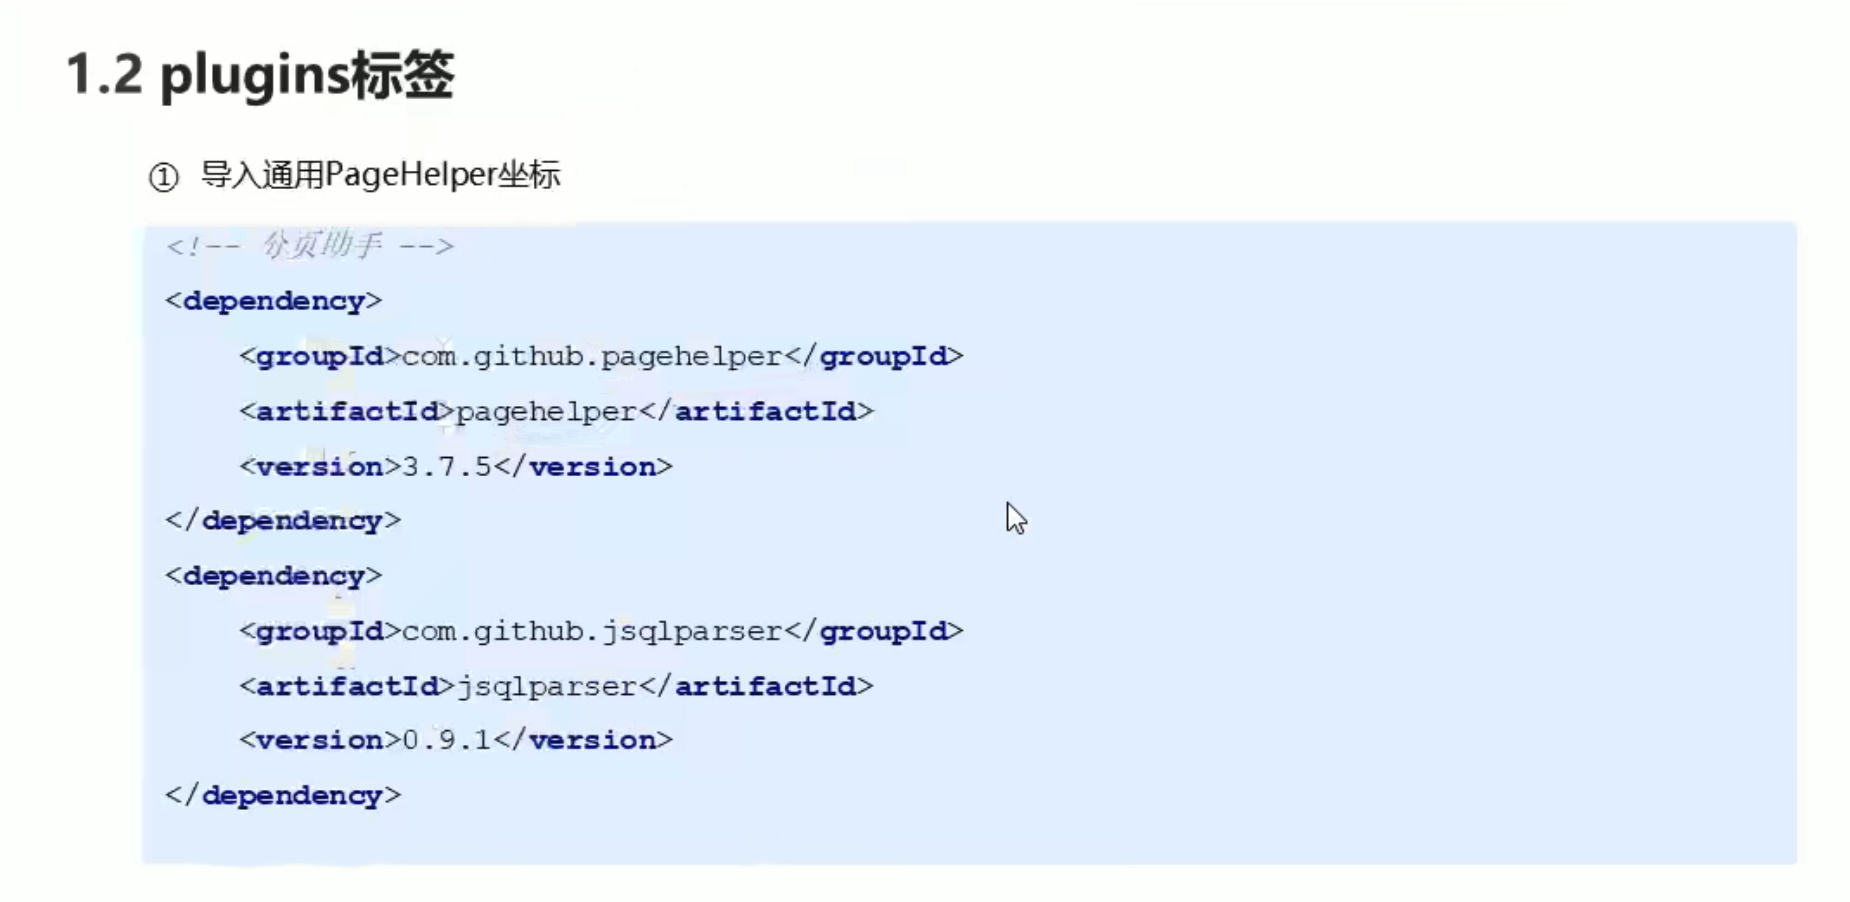 1.2 plugins标签
① 导入通用PageHelper坐标
<!-- 分页助手 -->
<dependency>
<groupId>com.github.pagehelper</groupId>
<artifactId>pagehelper</artifactId>
<version>3.7.5</version>
</dependency>
<dependency>
<groupId>com.github.jsqlparser</groupId>
<artifactId>jsqlparser</artifactId>
<version>0.9.1</version>
</dependency>